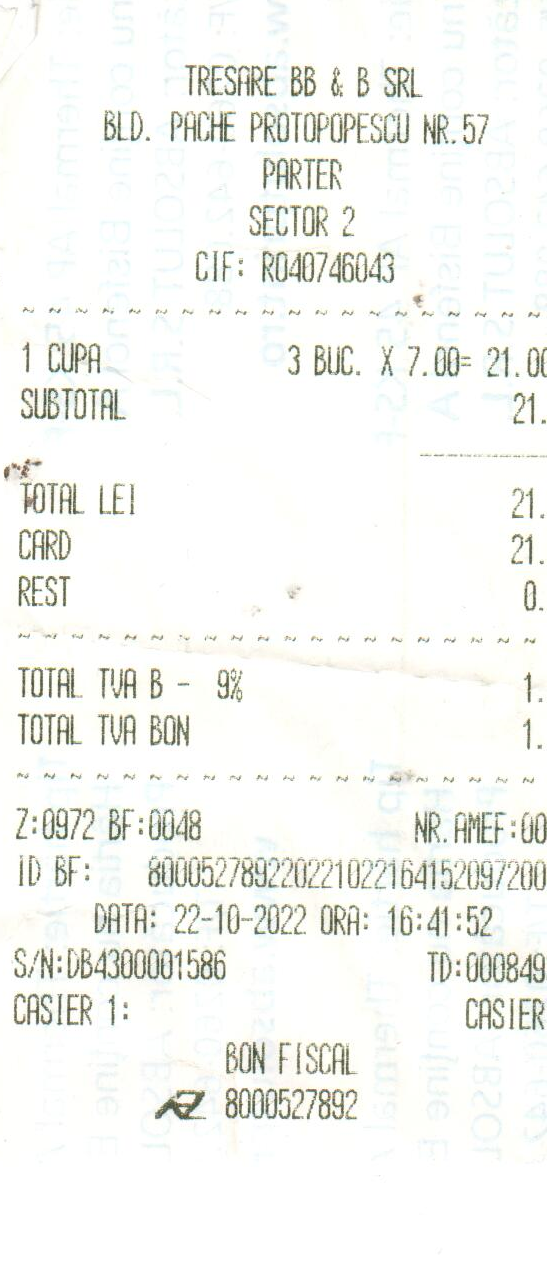 TRESARE BB & B SRL
BLD. PACHE PROTOPOPESCU NR.57
PARTER
SECTOR 2
CIF: RO40746043
1 CUPA 3 BUC. X 7.00= 21.00
SUBTOTAL 21.
TOTAL LEI 21.
CARD 21.
REST 0.
TOTAL TVA B - 9% 1.
TOTAL TVA BON 1.
Z:0972 BF:0048 NR.AMEF:00
ID BF: 80005278922022102216415209720
DATA: 22-10-2022 ORA: 16:41:52
S/N:DB4300001586 TD:000849
CASIER 1: CASIER
BON FISCAL
8000527892